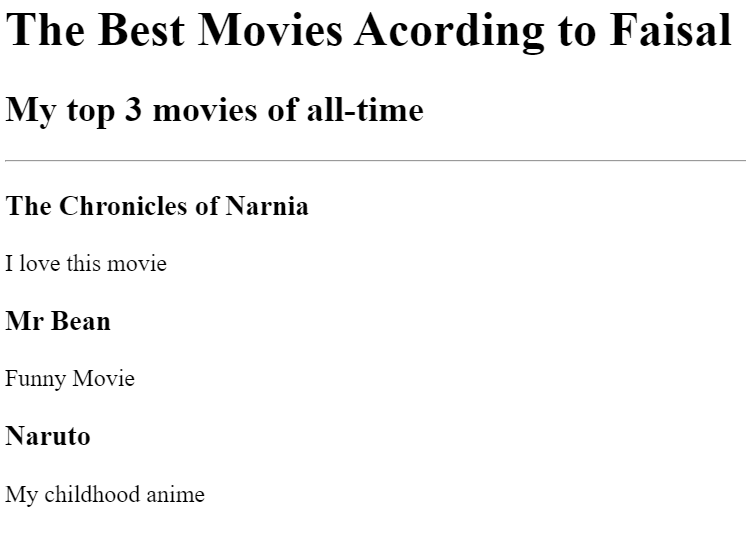 The Best Movies Acording to Faisal
My top 3 movies of all-time
The Chronicles of Narnia
I love this movie
Mr Bean
Funny Movie
Naruto
My childhood anime